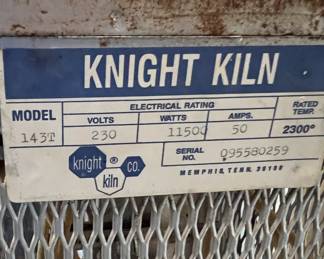 KNIGHT KILN
ELECTRICAL RATING
MODEL VOLTS WATTS AMPS. RATED TEMP.
143T 230 11500 50 2300°
knight ® kiln CO.
SERIAL NO. Q95580259
MEMPHIS, TENN. 38108